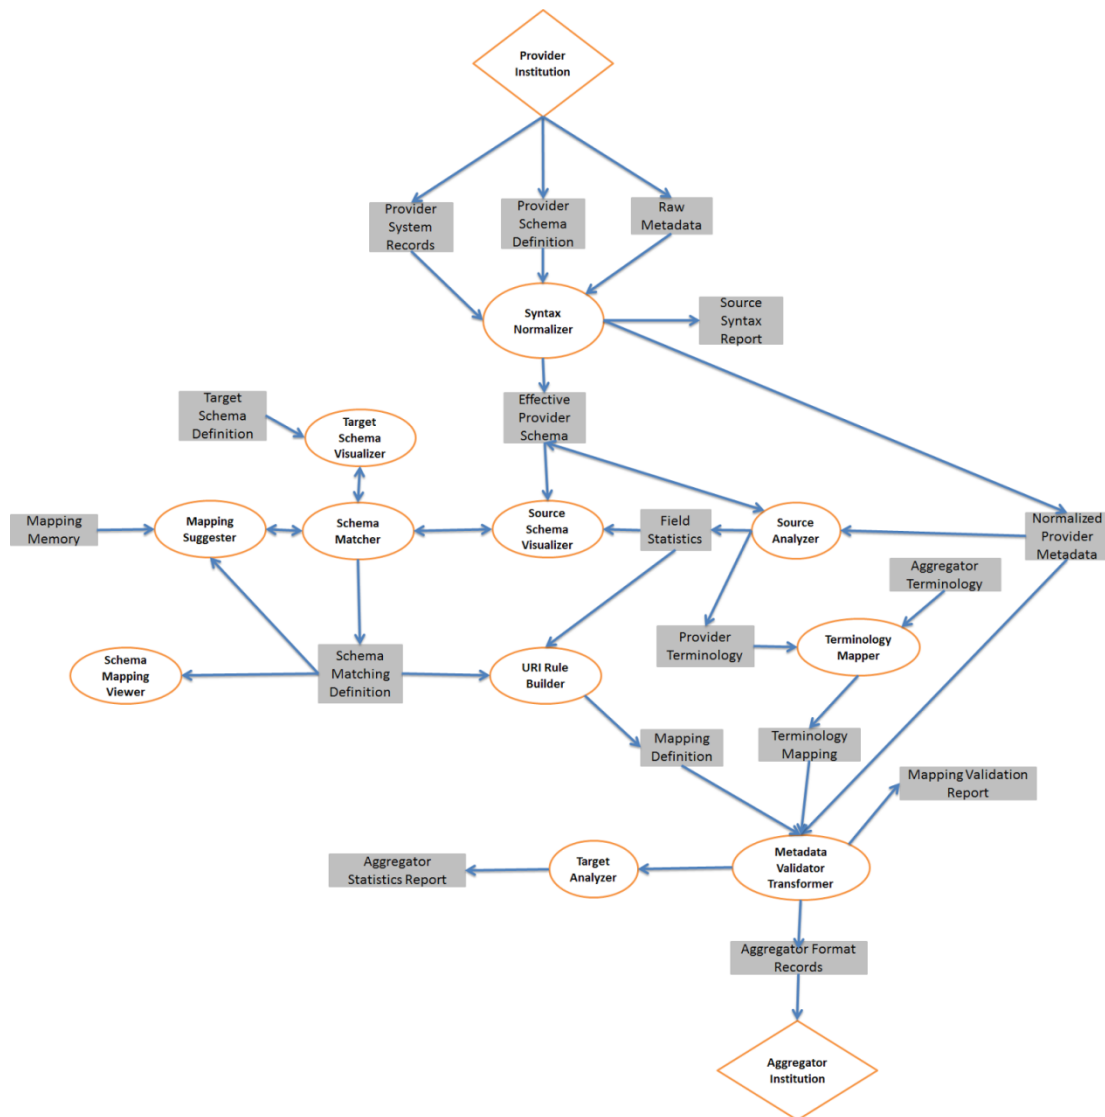 Provider
Institution
Provider
System
Records
Provider
Schema
Definition
Raw
Metadata
Syntax
Normalizer
Source
Syntax
Report
Target
Schema
Definition
Effective
Provider
Schema
Target
Schema
Visualizer
Mapping
Memory
Mapping
Suggester
Schema
Matcher
Source
Schema
Visualizer
Field
Statistics
Source
Analyzer
Normalized
Provider
Metadata
Aggregator
Terminology
Schema
Mapping
Viewer
Schema
Matching
Definition
URI Rule
Builder
Provider
Terminology
Terminology
Mapper
Mapping
Definition
Terminology
Mapping
Mapping Validation
Report
Aggregator
Statistics Report
Target
Analyzer
Metadata
Validator
Transformer
Aggregator Format
Records
Aggregator
Institution